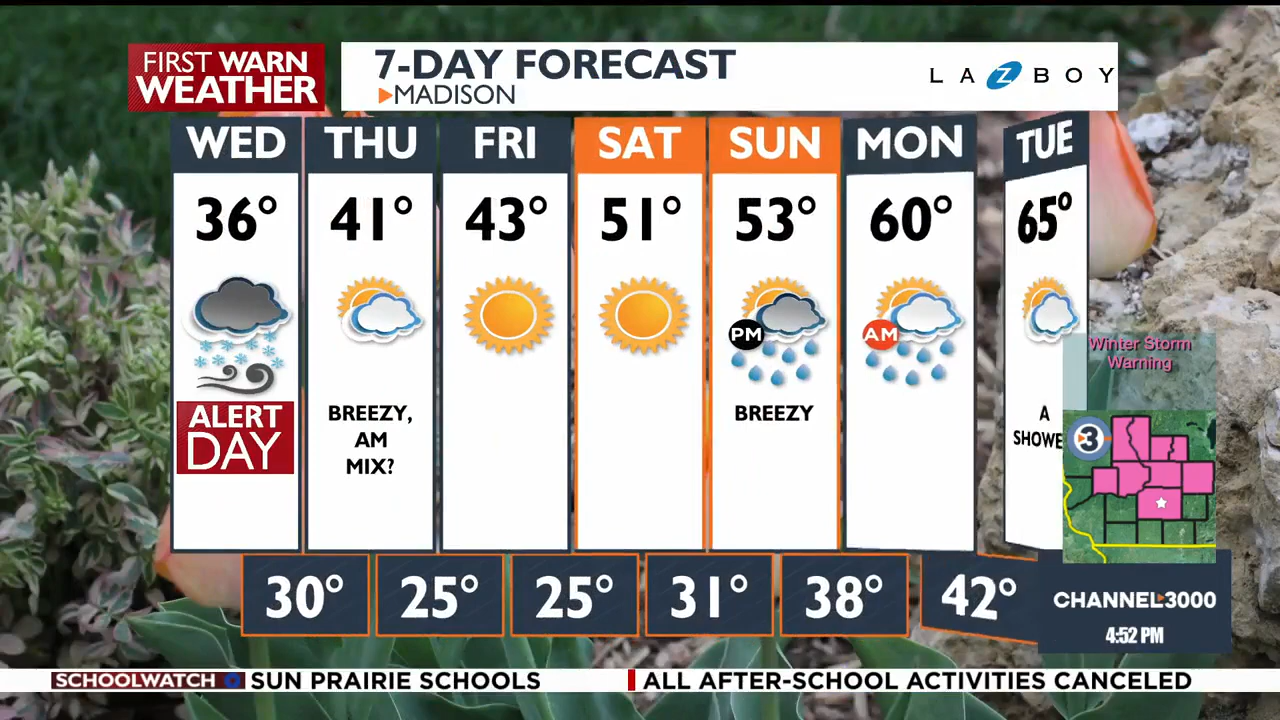 FIRST WARN
WEATHER
7-DAY FORECAST
MADISON
LAZBOY
WED THU FRI SAT SUN MON TUE
36° 41° 43° 51° 53° 60° 65°
PM AM
ALERT
DAY
BREEZY,
AM
MIX?
BREEZY
A
SHOWE
Winter Storm
Warning
3
30° 25° 25° 31° 38° 42°
CHANNEL3000
4:52 PM
SCHOOLWATCH SUN PRAIRIE SCHOOLS ALL AFTER-SCHOOL ACTIVITIES CANCELED